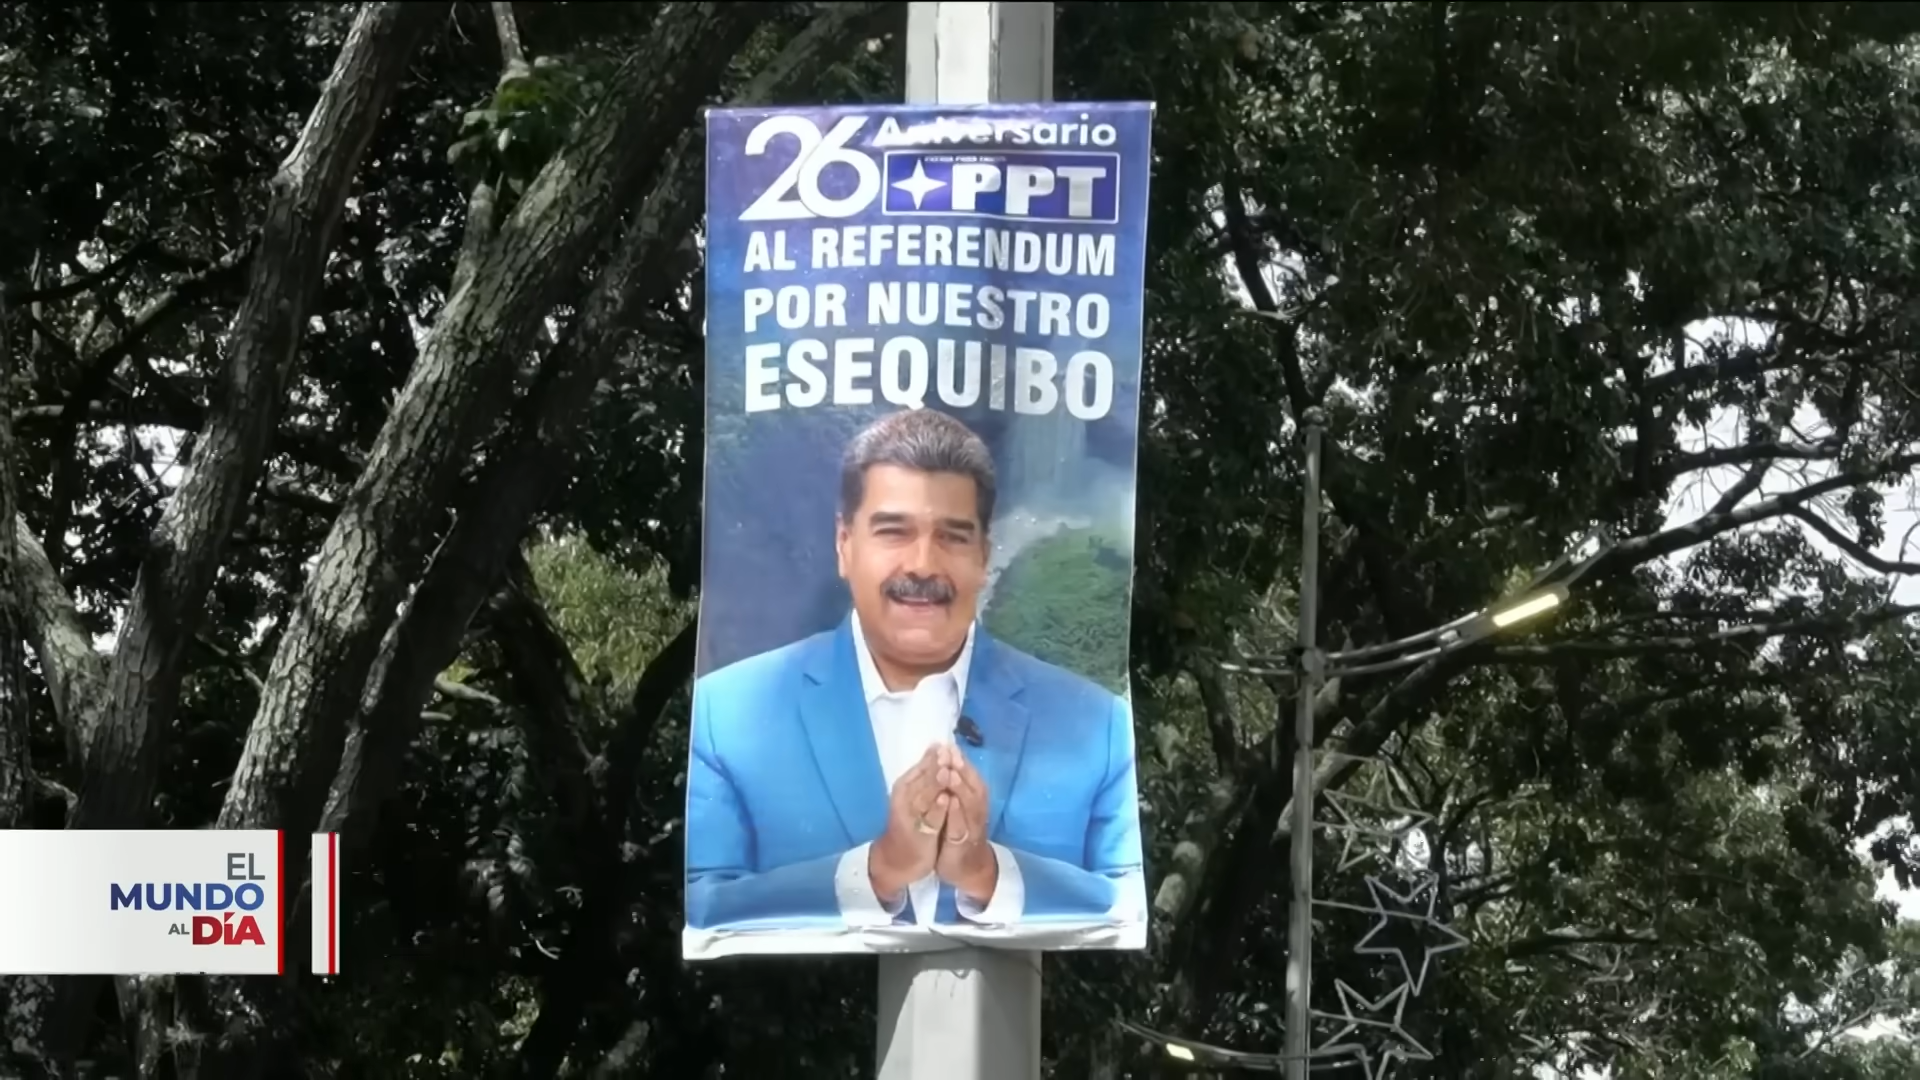 26 Aniversario
PPT
AL REFERENDUM
POR NUESTRO
ESEQUIBO
EL
MUNDO
AL DÍA